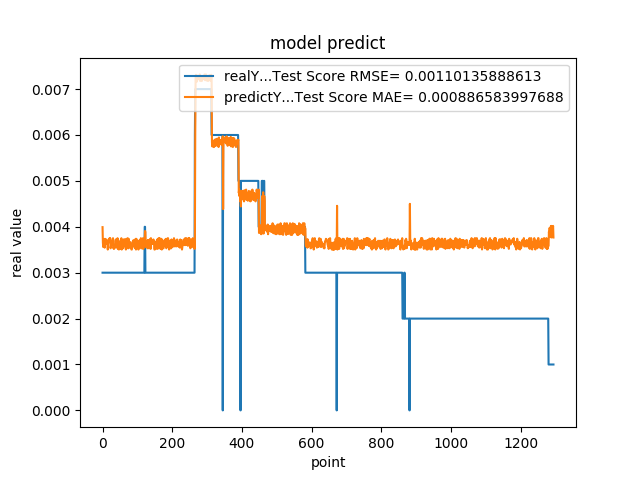 model predict
realY...Test Score RMSE= 0.00110135888613
predictY...Test Score MAE= 0.000886583997688
real value
0.007
0.006
0.005
0.004
0.003
0.002
0.001
0.000
0 200 400 600 800 1000 1200
point